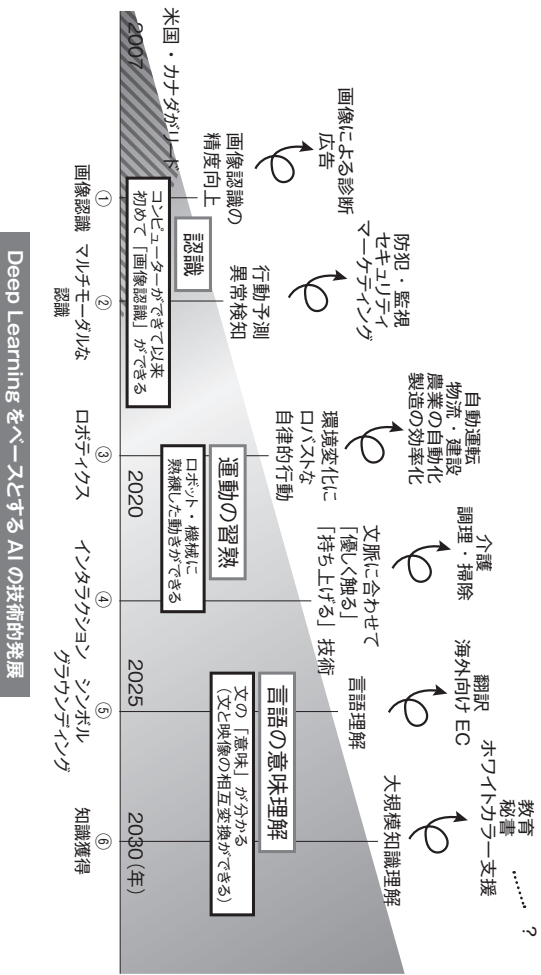 画像による診断
広告
防犯・監視
セキュリティ
マーケティング
自動運転
物流・建設
農業の自動化
製造の効率化
介護
調理・掃除
翻訳
海外向け EC
教育
秘書
ホワイトカラー支援
……… ?
米国・カナダがリード
画像認識の
精度向上
行動予測
異常検知
環境変化に
ロバストな
自律的行動
文脈に合わせて
「優しく触る」
「持ち上げる」技術
言語理解
大規模知識理解
認識
コンピューターができて以来
初めて「画像認識」ができる
運動の習熟
ロボット・機械に
熟練した動きができる
言語の意味理解
文の「意味」が分かる
(文と映像の相互変換ができる)
2007
2020
2025
2030 (年)
①
画像認識
②
マルチモーダルな
認識
③
ロボティクス
④
インタラクション
⑤
シンボル
グラウンディング
⑥
知識獲得
Deep Learning をベースとする AI の技術的発展